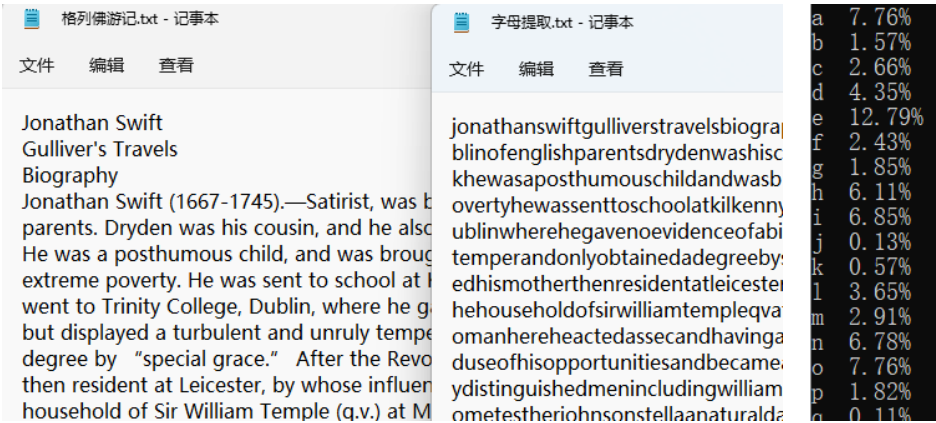 格列佛游记.txt - 记事本
文件 编辑 查看
Jonathan Swift
Gulliver's Travels
Biography
Jonathan Swift (1667-1745).—Satirist, was b
parents. Dryden was his cousin, and he also
He was a posthumous child, and was broug
extreme poverty. He was sent to school at
went to Trinity College, Dublin, where he g
but displayed a turbulent and unruly tempe
degree by “special grace.“ After the Revo
then resident at Leicester, by whose influen
household of Sir William Temple (q.v.) at M
字母提取.txt - 记事本
文件 编辑 查看
jonathanswiftgulliverstravelsbiogra
blinofenglishparentsdrydenwashisc
khewasaposthumouschildandwasb
overtyhewassenttoschoolatkilkenny
ublinwherehegavenoevidenceofabi
temperandonlyobtainedadegreebys
edhismotherthenresidentatleiceste
hehouseholdofsirwilliamtempleqva
omanhereheactedassecandhavinga
duseofhisopportunitiesandbecame
ydistinguishedmenincludingwilliam
ometestherjohnsonstellaanaturalda
a 7.76%
b 1.57%
c 2.66%
d 4.35%
e 12.79%
f 2.43%
g 1.85%
h 6.11%
i 6.85%
j 0.13%
k 0.57%
l 3.65%
m 2.91%
n 6.78%
o 7.76%
p 1.82%
q 0.11%